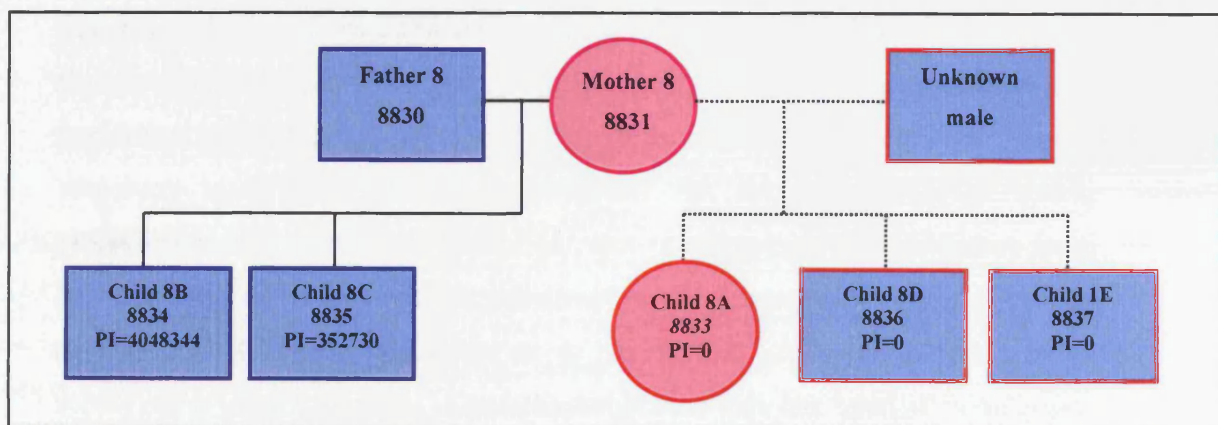 Father 8
8830
Mother 8
8831
Unknown
male
Child 8B
8834
PI=4048344
Child 8C
8835
PI=352730
Child 8A
8833
PI=0
Child 8D
8836
PI=0
Child 1E
8837
PI=0